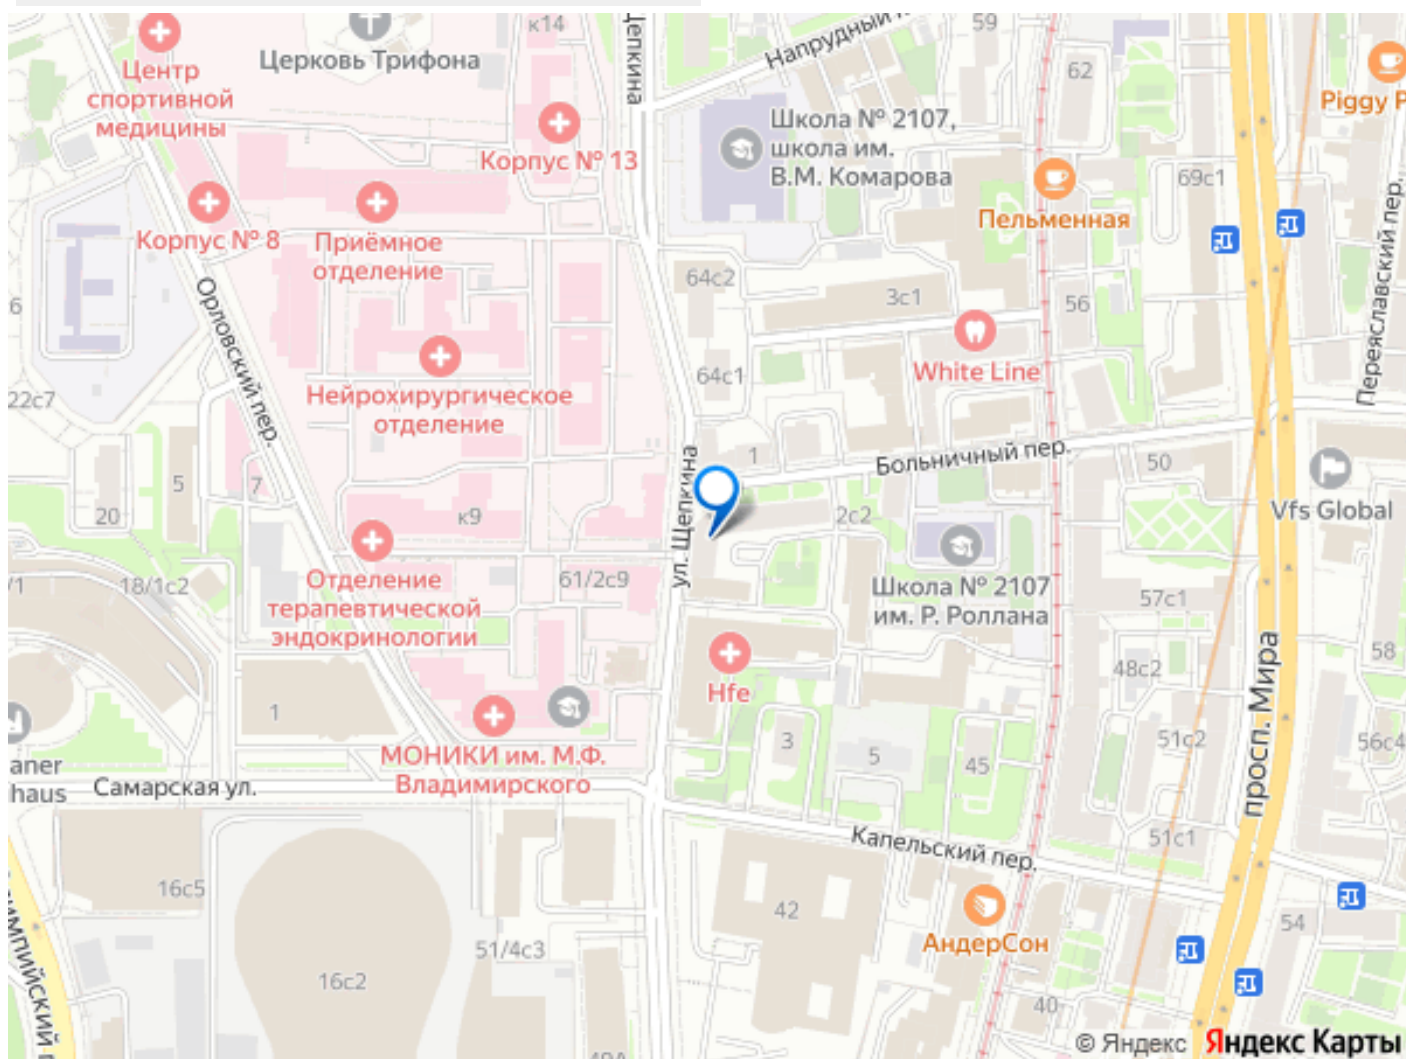 к14
Щепкина
Напрудный
59
Церковь Трифона
Центр
спортивной
медицины
62
Piggy P
Корпус № 13
Школа № 2107,
школа им.
В.М. Комарова
69с1
Пельменная
Корпус № 8
Приёмное
отделение
Переяславский пер.
64с2
3с1
56
6
Орловский пер.
White Line
64с1
Нейрохирургическое
отделение
22с7
ул. Щепкина
1
Больничный пер.
50
5
7
20
к9
2с2
Vfs Global
Отделение
терапевтической
эндокринологии
61/2с9
Школа № 2107
им. Р. Роллана
/1
18/1с2
57с1
просп. Мира
58
48с2
Hfe
1
3
5
45
51с2
56с4
МОНИКИ им. М.Ф.
Владимирского
aner
haus
Самарская ул.
Капельский пер.
51с1
16с5
42
АндерСон
54
51/4с3
16с2
40
49А
© Яндекс Яндекс Карты